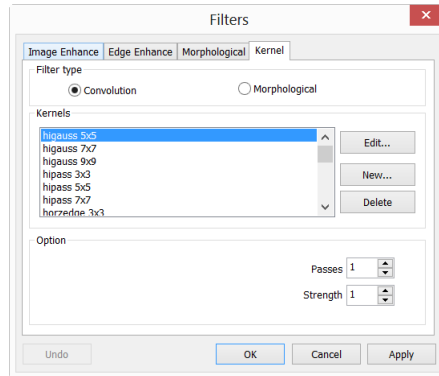 Filters
Image Enhance Edge Enhance Morphological Kernel
Filter type
Convolution Morphological
Kernels
higauss 5x5
higauss 7x7
higauss 9x9
hipass 3x3
hipass 5x5
hipass 7x7
horzedge 3x3
Edit...
New...
Delete
Option
Passes 1
Strength 1
Undo OK Cancel Apply